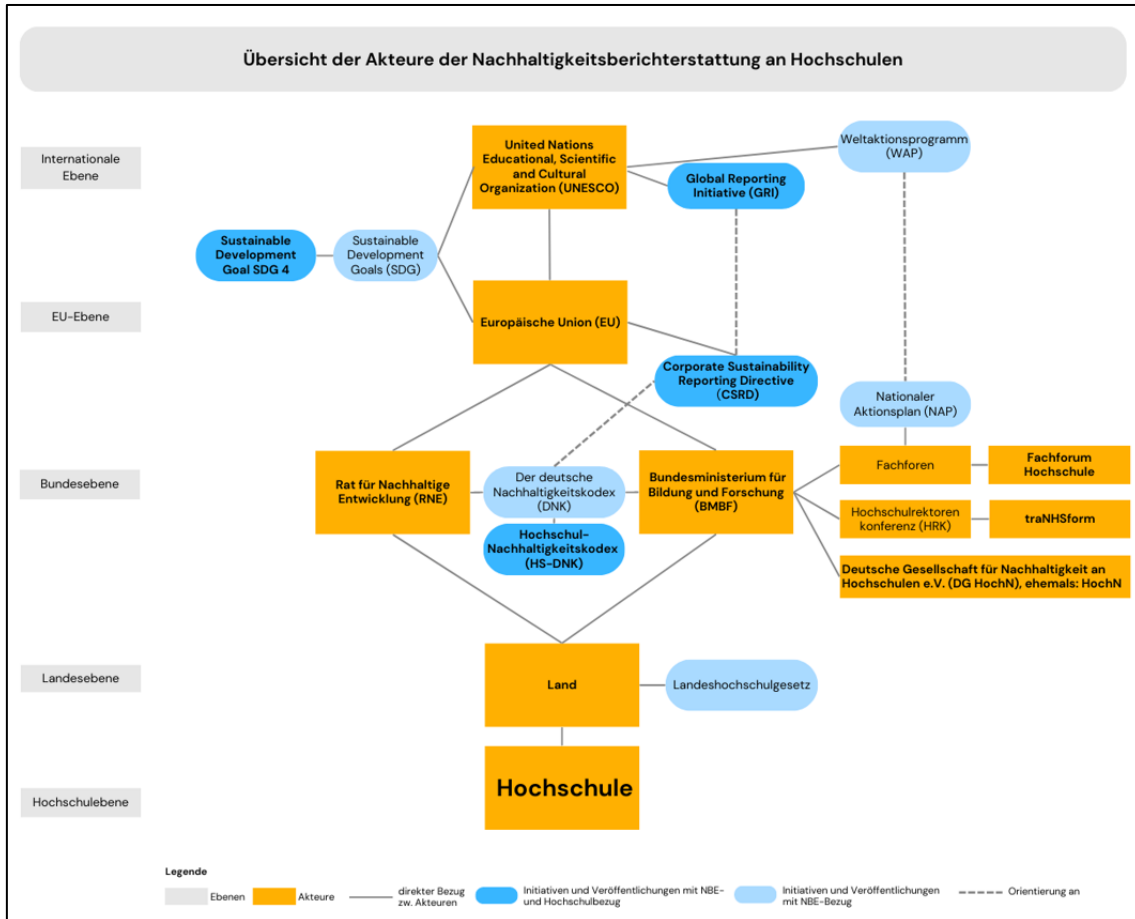 Übersicht der Akteure der Nachhaltigkeitsberichterstattung an Hochschulen
Internationale
Ebene
United Nations
Educational, Scientific
and Cultural
Organization (UNESCO)
Weltaktionsprogramm
(WAP)
Global Reporting
Initiative (GRI)
Sustainable
Development
Goal SDG 4
Sustainable
Development
Goals (SDG)
EU-Ebene
Europäische Union (EU)
Corporate Sustainability
Reporting Directive
(CSRD)
Nationaler
Aktionsplan (NAP)
Bundesebene
Rat für Nachhaltige
Entwicklung (RNE)
Der deutsche
Nachhaltigkeitskodex
(DNK)
Hochschul-
Nachhaltigkeitskodex
(HS-DNK)
Bundesministerium für
Bildung und Forschung
(BMBF)
Fachforen
Fachforum
Hochschule
Hochschulrektoren
konferenz (HRK)
traNHSform
Deutsche Gesellschaft für Nachhaltigkeit an
Hochschulen e.V. (DG HochN), ehemals: HochN
Landesebene
Land
Landeshochschulgesetz
Hochschulebene
Hochschule
Legende
Ebenen
Akteure
direkter Bezug
zw. Akteuren
Initiativen und Veröffentlichungen mit NBE-
und Hochschulbezug
Initiativen und Veröffentlichungen
mit NBE-Bezug
Orientierung an